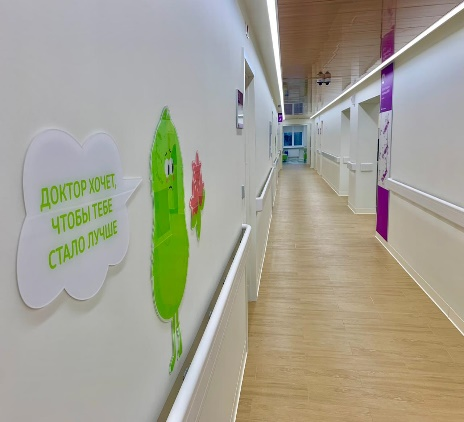 ДОКТОР ХОЧЕТ,
ЧТОБЫ ТЕБЕ
СТАЛО ЛУЧШЕ